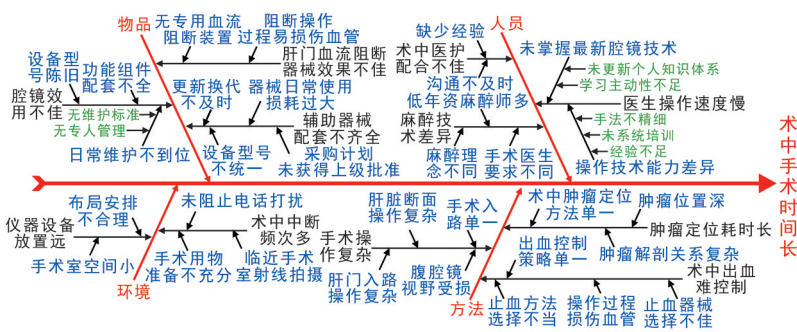 物品
无专用血流
阻断装置
阻断操作
过程易损伤血管
肛门血流阻断
器械效果不佳
设备型
号陈旧
功能组件
配套不全
腔镜效
用不佳
无维护标准
无专人管理
日常维护不到位
更新换代
不及时
器械日常使用
损耗过大
辅助器械
配套不齐全
设备型号
不统一
采购计划
未获得上级批准
人员
缺少经验
术中医护
配合不佳
沟通不及时
低年资麻醉师多
麻醉技
术差异
麻醉理
念不同
手术医生
要求不同
未掌握最新腔镜技术
未更新个人知识体系
学习主动性不足
医生操作速度慢
手法不精细
未系统培训
经验不足
操作技术能力差异
术中手术时间长
布局安排
不合理
仪器设备
放置远
手术室空间小
环境
未阻止电话打扰
术中中断
频次多
手术用物
准备不充分
临近手术
室射线拍摄
肝脏断面
操作复杂
手术入
路单一
手术操
作复杂
肝门入路
操作复杂
腹腔镜
视野受损
方法
术中肿瘤定位
方法单一
肿瘤位置深
肿瘤定位耗时长
肿瘤解剖关系复杂
出血控制
策略单一
术中出血
难控制
止血方法
选择不当
操作过程
损伤血管
止血器械
选择不佳